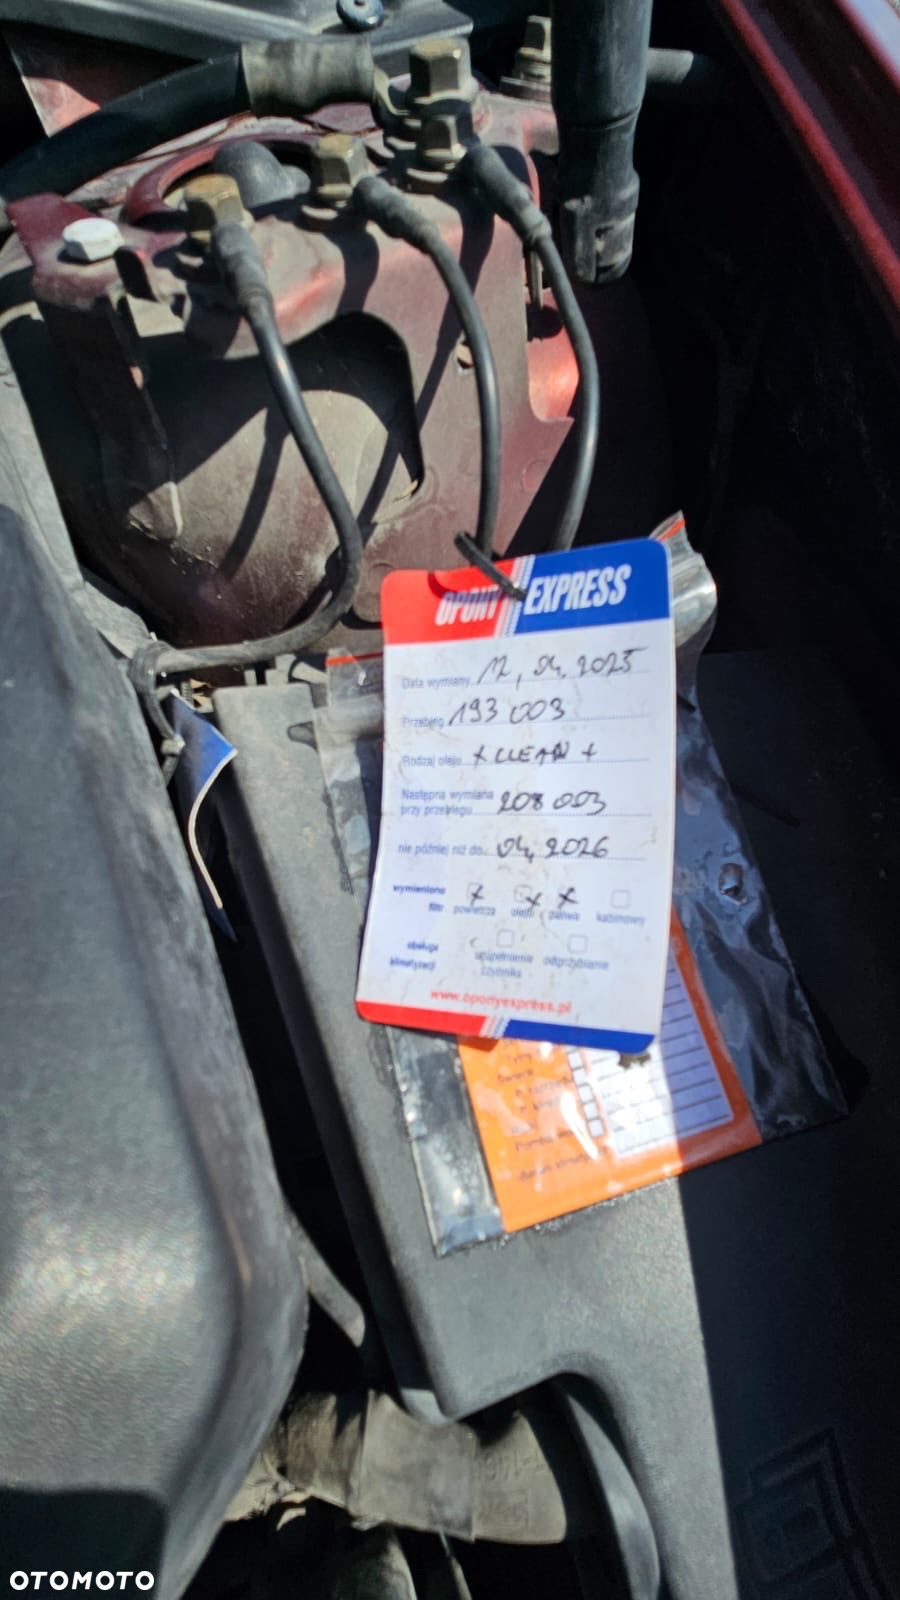 OPONY EXPRESS
Data wymiany 12, 04, 2025
Przebieg 193 003
Rodzaj oleju X CLEAN +
Następna wymiana przy przebiegu 208 003
nie później niż do.. 04, 2026
wymieniono filtr powietrza oleju paliwa kabinowy
obsługa klimatyzacji uzupełnienie czynnika odgrzybianie
www.oponyexpress.pl
OTOMOTO